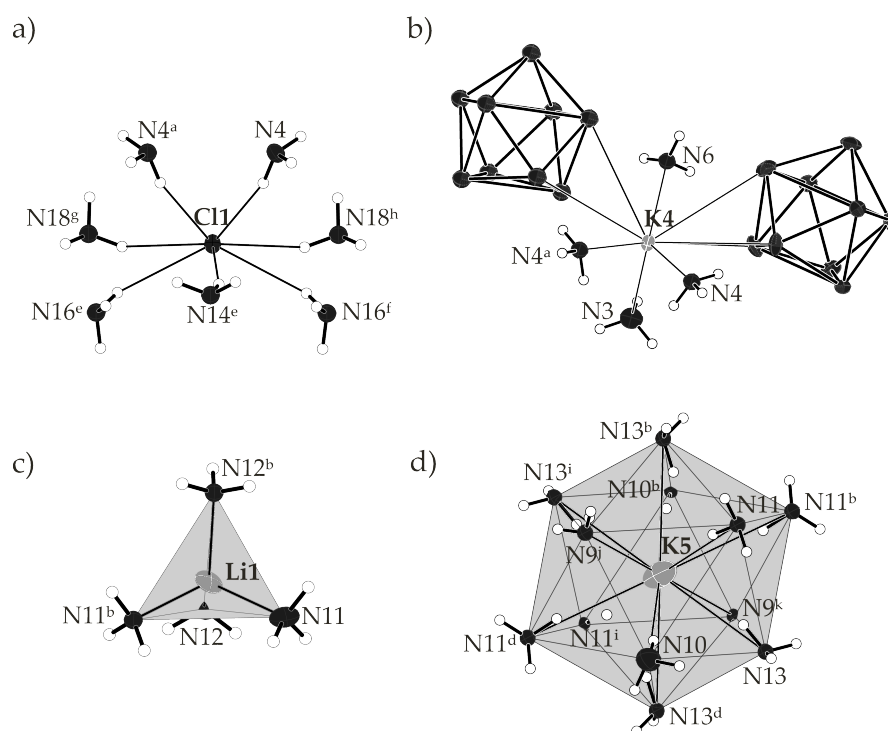 a)
b)
N4ᵃ
N4
N6
Cl1
N18ᵍ
N18ʰ
K4
N4ᵃ
N4
N16ᵉ
N14ᵉ
N16ᶠ
N3
c)
d)
N13ᵇ
N12ᵇ
N13ⁱ
N10ᵇ
N11
N11ᵇ
K5
N9ʲ
Li1
N11ᵇ
N12
N11
N9ᵏ
N11ᵈ
N11ⁱ
N10
N13
N13ᵈ